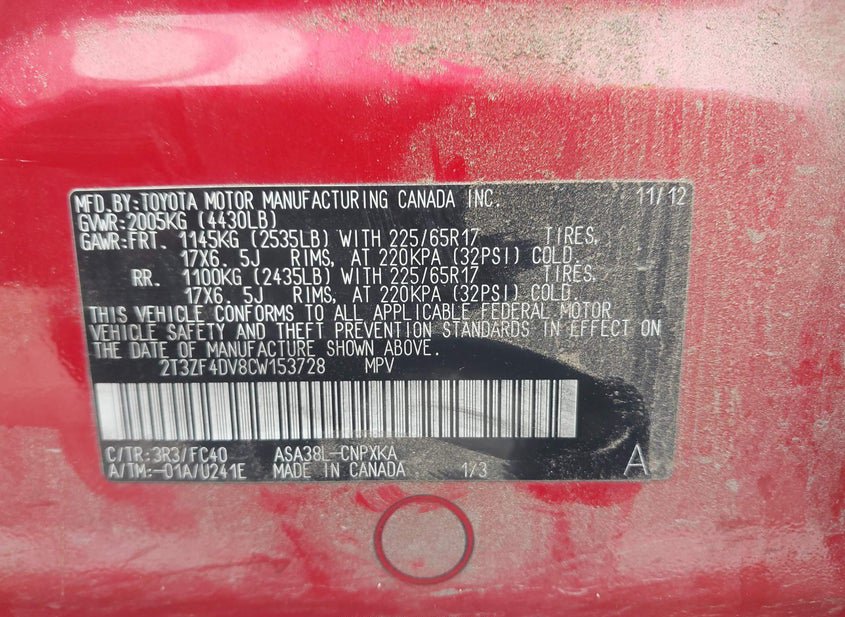 MFD.BY:TOYOTA MOTOR MANUFACTURING CANADA INC. 11/12
GVWR:2005KG (4430LB)
GAWR:FRT. 1145KG (2535LB) WITH 225/65R17 TIRES,
17X6.5J RIMS, AT 220KPA (32PSI) COLD.
RR. 1100KG (2435LB) WITH 225/65R17 TIRES,
17X6.5J RIMS, AT 220KPA (32PSI) COLD.
THIS VEHICLE CONFORMS TO ALL APPLICABLE FEDERAL MOTOR
VEHICLE SAFETY AND THEFT PREVENTION STANDARDS IN EFFECT ON
THE DATE OF MANUFACTURE SHOWN ABOVE.
2T3ZF4DV8CW153728 MPV
C/TR:3R3/FC40 ASA38L-CNPXKA
A/TM:-01A/U241E MADE IN CANADA 1/3 A